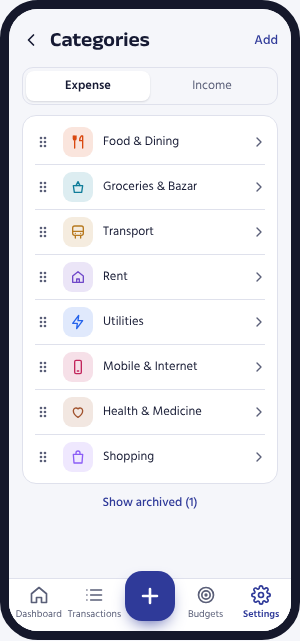 Categories
Add
Expense
Income
Food & Dining
Groceries & Bazar
Transport
Rent
Utilities
Mobile & Internet
Health & Medicine
Shopping
Show archived (1)
Dashboard
Transactions
Budgets
Settings